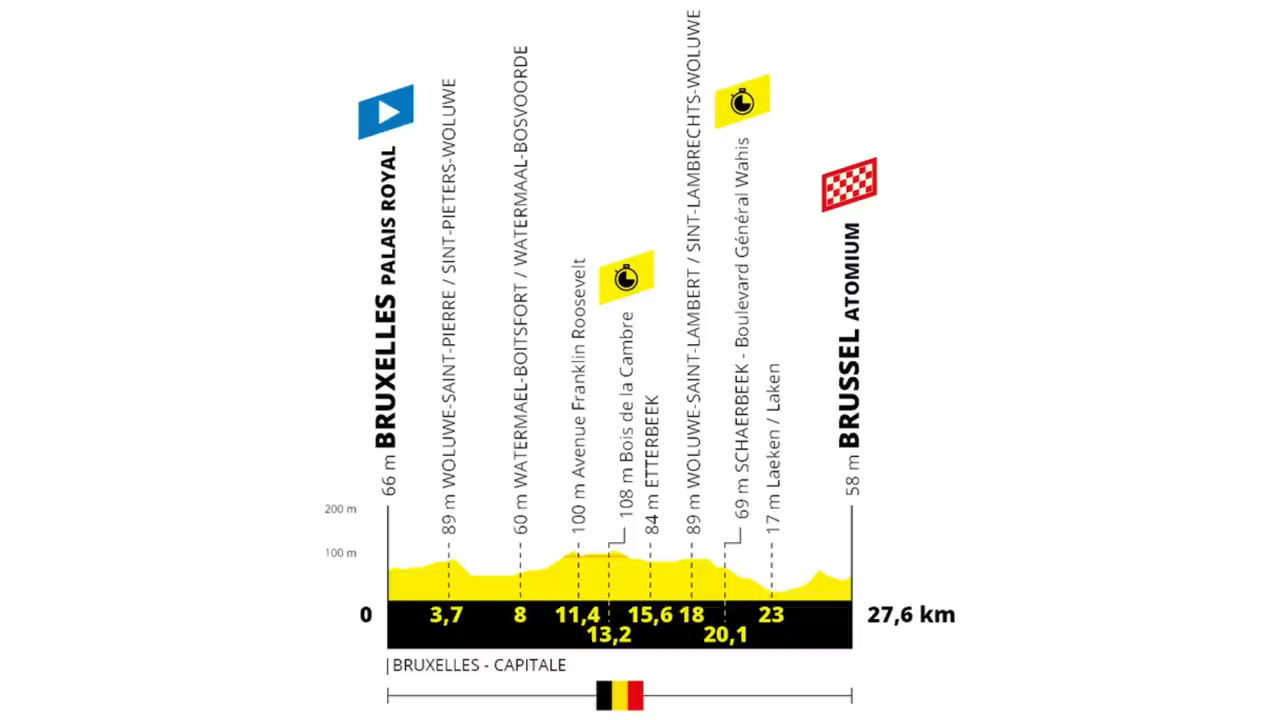 66 m BRUXELLES PALAIS ROYAL
89 m WOLUWE-SAINT-PIERRE / SINT-PIETERS-WOLUWE
60 m WATERMAEL-BOITSFORT / WATERMAAL-BOSVOORDE
100 m Avenue Franklin Roosevelt
108 m Bois de la Cambre
84 m ETTERBEEK
89 m WOLUWE-SAINT-LAMBERT / SINT-LAMBRECHTS-WOLUWE
69 m SCHAERBEEK - Boulevard Général Wahis
17 m Laeken / Laken
58 m BRUSSEL ATOMIUM
200 m
100 m
0 3,7 8 11,4 15,6 18 23 27,6 km
13,2 20,1
BRUXELLES - CAPITALE